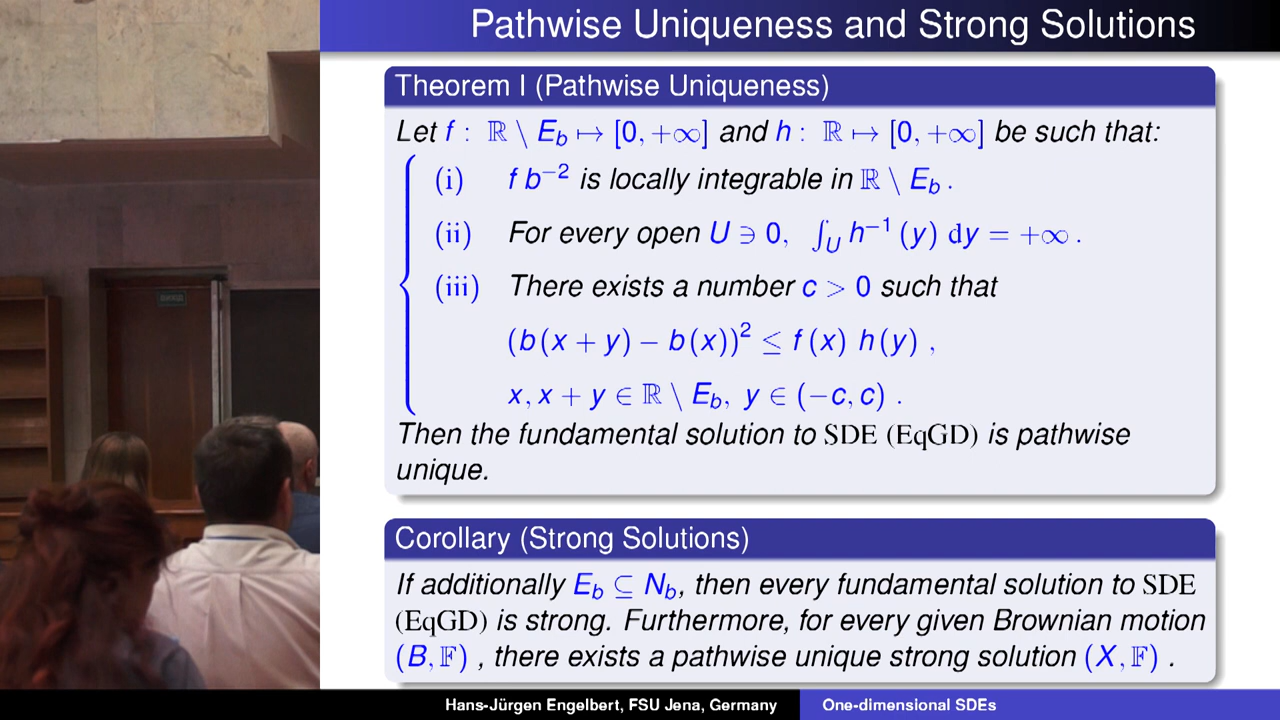 Pathwise Uniqueness and Strong Solutions
Theorem I (Pathwise Uniqueness)
Let f : ℝ \ E_b ↦ [0, +∞] and h : ℝ ↦ [0, +∞] be such that:
(i) f b⁻² is locally integrable in ℝ \ E_b .
(ii) For every open U ∋ 0, ∫_U h⁻¹ (y) dy = +∞ .
(iii) There exists a number c > 0 such that
(b(x + y) − b(x))² ≤ f(x) h(y) ,
x, x + y ∈ ℝ \ E_b, y ∈ (−c, c) .
Then the fundamental solution to SDE (EqGD) is pathwise
unique.
Corollary (Strong Solutions)
If additionally E_b ⊆ N_b, then every fundamental solution to SDE
(EqGD) is strong. Furthermore, for every given Brownian motion
(B, 𝔽) , there exists a pathwise unique strong solution (X, 𝔽) .
Hans-Jürgen Engelbert, FSU Jena, Germany One-dimensional SDEs